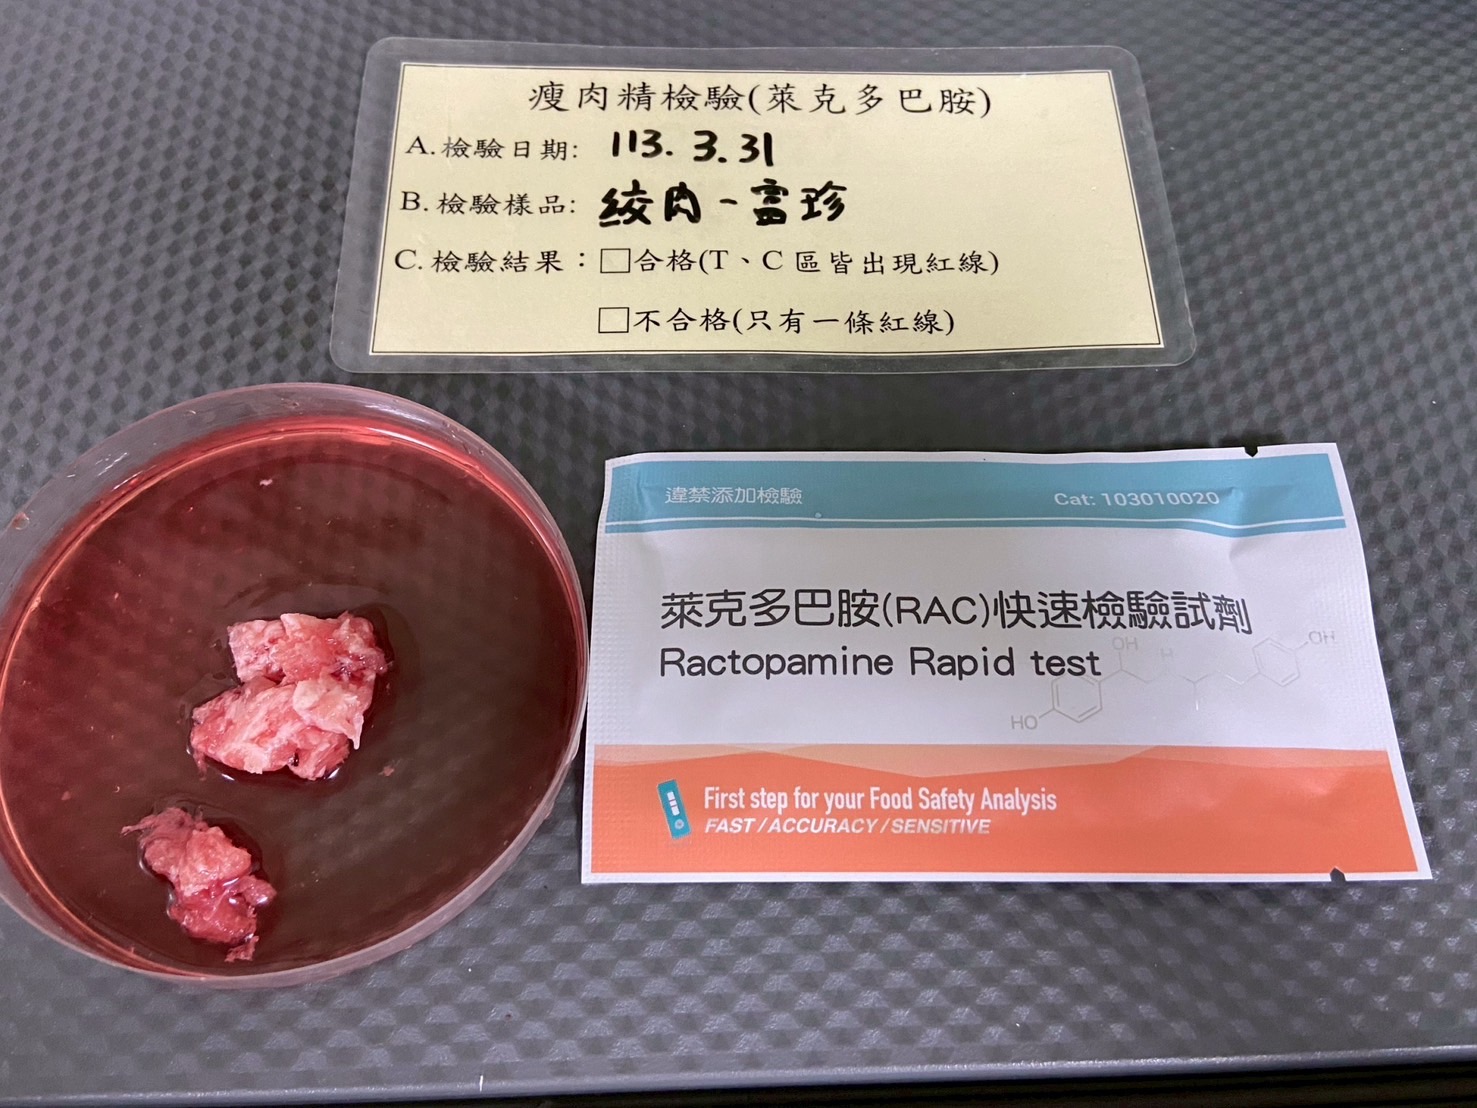 瘦肉精檢驗(萊克多巴胺)
A.檢驗日期: 113.3.31
B.檢驗樣品: 絞肉-富珍
C.檢驗結果：□合格(T、C 區皆出現紅線)
□不合格(只有一條紅線)
違禁添加檢驗 Cat: 103010020
萊克多巴胺(RAC)快速檢驗試劑
Ractopamine Rapid test
OH
OH
HO
First step for your Food Safety Analysis
FAST/ACCURACY/SENSITIVE